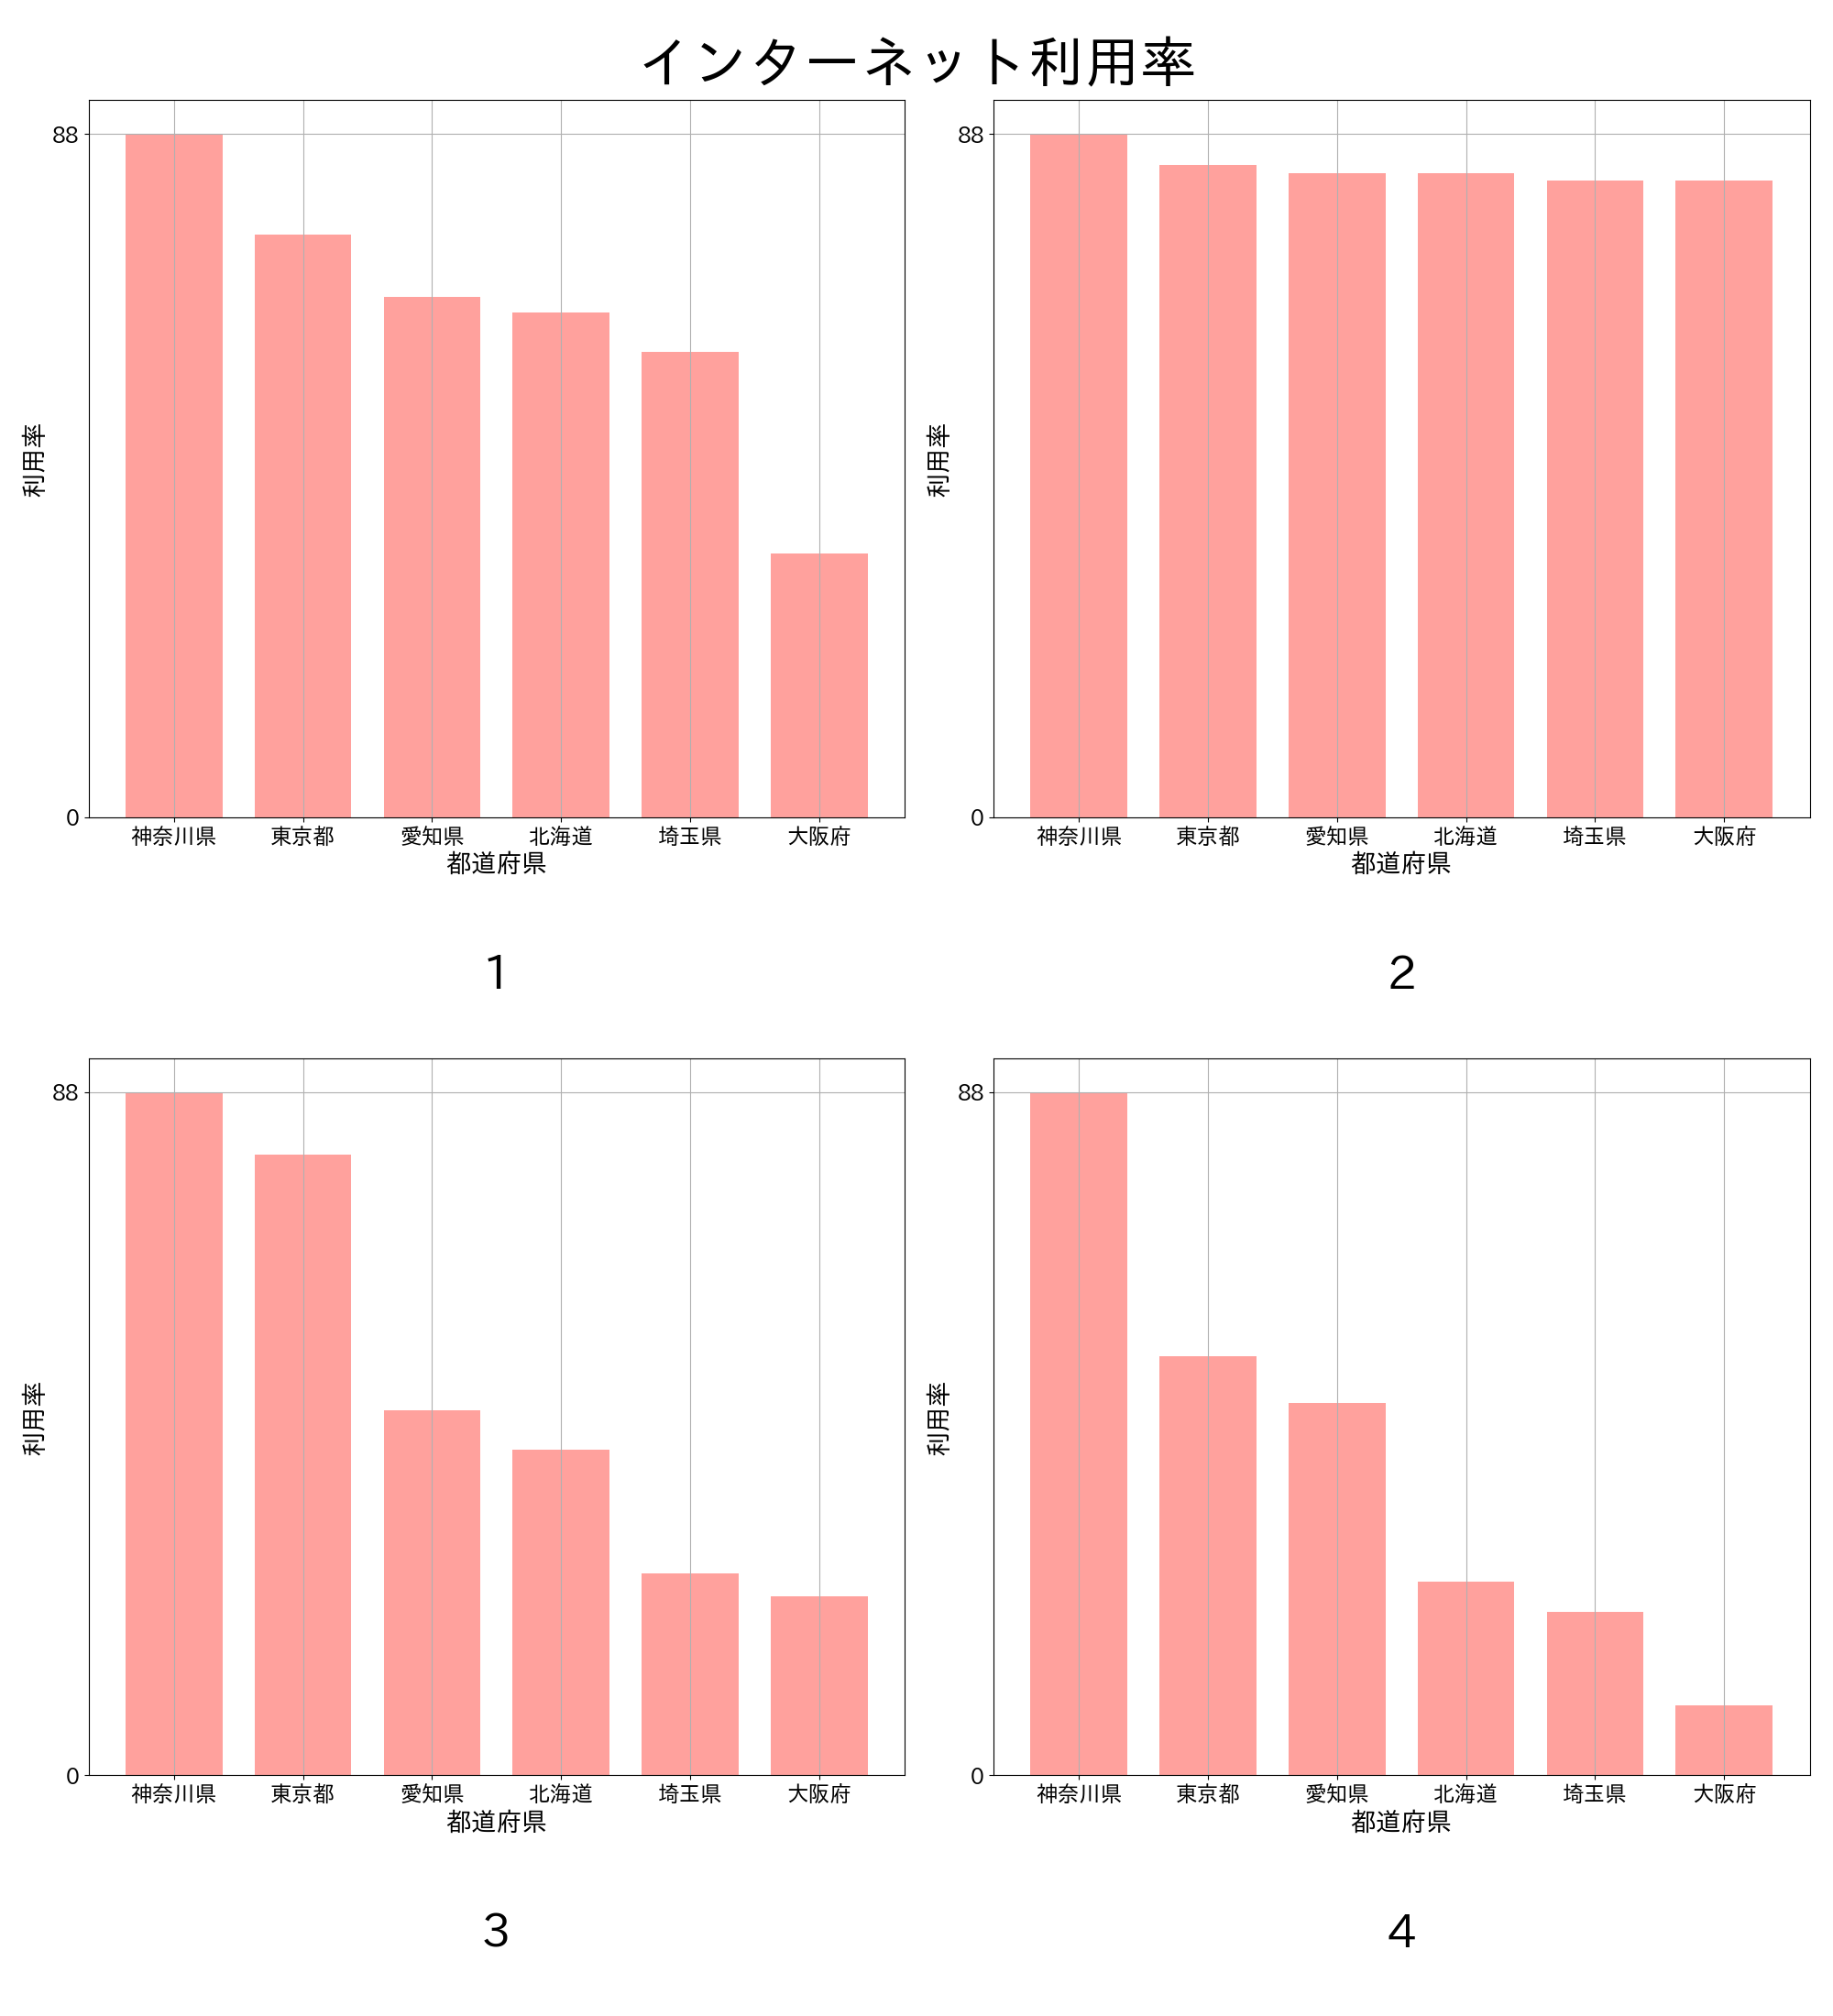 インターネット利用率
88
0
利用率
神奈川県 東京都 愛知県 北海道 埼玉県 大阪府
都道府県
1
88
0
利用率
神奈川県 東京都 愛知県 北海道 埼玉県 大阪府
都道府県
2
88
0
利用率
神奈川県 東京都 愛知県 北海道 埼玉県 大阪府
都道府県
3
88
0
利用率
神奈川県 東京都 愛知県 北海道 埼玉県 大阪府
都道府県
4